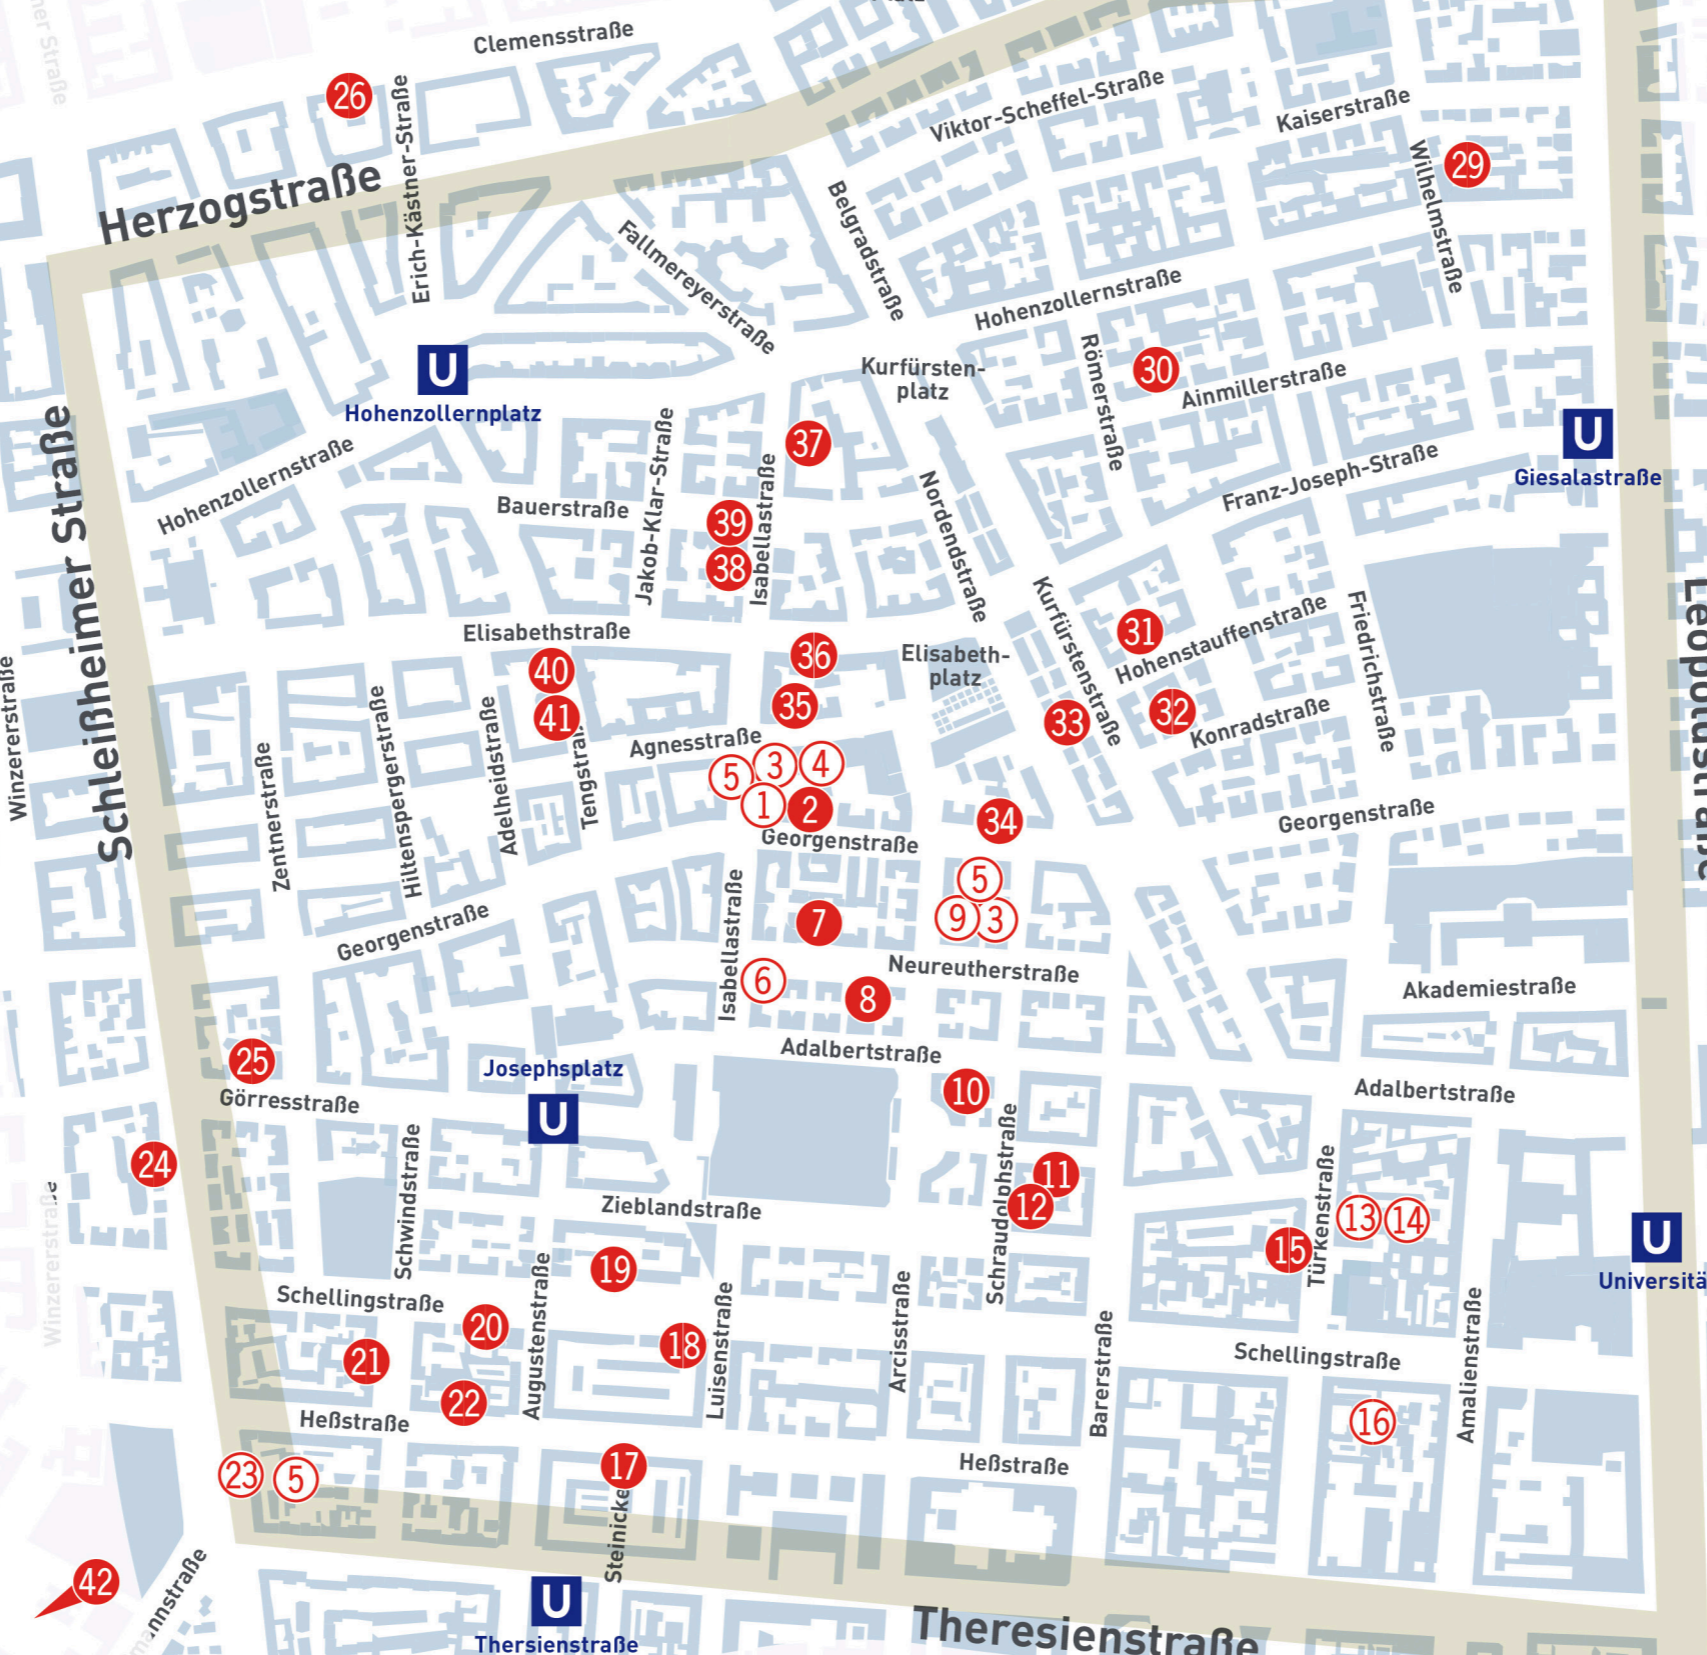 Clemensstraße
26
Erich-Kästner-Straße
Herzogstraße
Viktor-Scheffel-Straße
Kaiserstraße
Wilhelmstraße
29
Belgradstraße
Fallmereyerstraße
Hohenzollernstraße
U
Hohenzollernplatz
Kurfürsten-
platz
Römerstraße
30
Ainmillerstraße
U
Giesalastraße
Schleißheimer Straße
Hohenzollernstraße
37
Jakob-Klar-Straße
Isabellastraße
Bauerstraße
39
38
Nordendstraße
Franz-Joseph-Straße
Leopoldstraße
Kurfürstenstraße
31
Hohenstauffenstraße
Friedrichstraße
Elisabethstraße
40
41
36
35
Elisabeth-
platz
33
32
Konradstraße
Winzererstraße
Zentnerstraße
Hiltenspergerstraße
Adelheidstraße
Agnesstraße
5
3
4
1
2
34
Georgenstraße
Georgenstraße
5
9
3
7
Isabellastraße
Georgenstraße
6
8
Neureutherstraße
Akademiestraße
25
Görresstraße
Josephsplatz
U
Adalbertstraße
10
Adalbertstraße
24
Schwindstraße
Schraudolphstraße
11
12
Türkenstraße
13
14
15
U
Zieblandstraße
19
Winzererstraße
Schellingstraße
20
21
22
Augustenstraße
18
Luisenstraße
Arcisstraße
Barerstraße
Schellingstraße
16
Amalienstraße
Heßstraße
23
5
17
Heßstraße
42
U
Thersienstraße
Theresienstraße